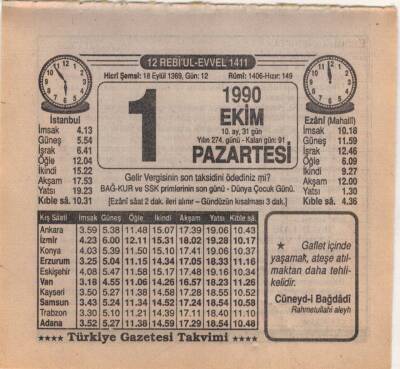 12 REBİ'UL-EVVEL 1411
Hicrî Şemsî: 18 Eylül 1369, Gün: 12 Rûmî: 1406-Hızır: 149
İstanbul
İmsak 4.13
Güneş 5.54
İşrak 6.41
Öğle 12.04
İkindi 15.22
Akşam 17.53
Yatsı 19.23
Kıble sâ. 10.31
1
1990
EKİM
10. ay, 31 gün
Yılın 274. günü - Kalan gün: 91
PAZARTESİ
Ezânî (Mahallî)
İmsak 10.18
Güneş 11.59
İşrak 12.46
Öğle 6.09
İkindi 9.27
Akşam 12.00
Yatsı 1.30
Kıble sâ. 4.36
Gelir Vergisinin son taksidini ödediniz mi?
BAĞ-KUR ve SSK primlerinin son günü - Dünya Çocuk Günü.
[Ezânî sâat 2 dak. ileri alınır — Gündüzün kısalması 3 dak.]
Kış Sâati İmsak Güneş Öğle İkindi Akşam Yatsı Kıble sâ.
Ankara 3.59 5.38 11.48 15.07 17.39 19.06 10.43
İzmir 4.23 6.00 12.11 15.31 18.02 19.28 10.17
Konya 4.03 5.39 11.50 15.10 17.41 19.06 10.37
Erzurum 3.25 5.04 11.15 14.34 17.05 18.33 11.16
Eskişehir 4.08 5.47 11.58 15.17 17.48 19.16 10.34
Van 3.18 4.55 11.06 14.26 16.57 18.23 11.26
Kayseri 3.50 5.27 11.38 14.58 17.29 18.55 10.52
Samsun 3.43 5.24 11.34 14.52 17.24 18.54 10.58
Trabzon 3.30 5.10 11.21 14.39 17.11 18.40 11.11
Adana 3.52 5.27 11.38 14.59 17.29 18.54 10.48
★ Gaflet içinde
yaşamak, ateşe atıl-
maktan daha tehli-
kelidir.
Cüneyd-i Bağdâdî
Rahmetullahi aleyh
★★★★ Türkiye Gazetesi Takvimi ★★★★